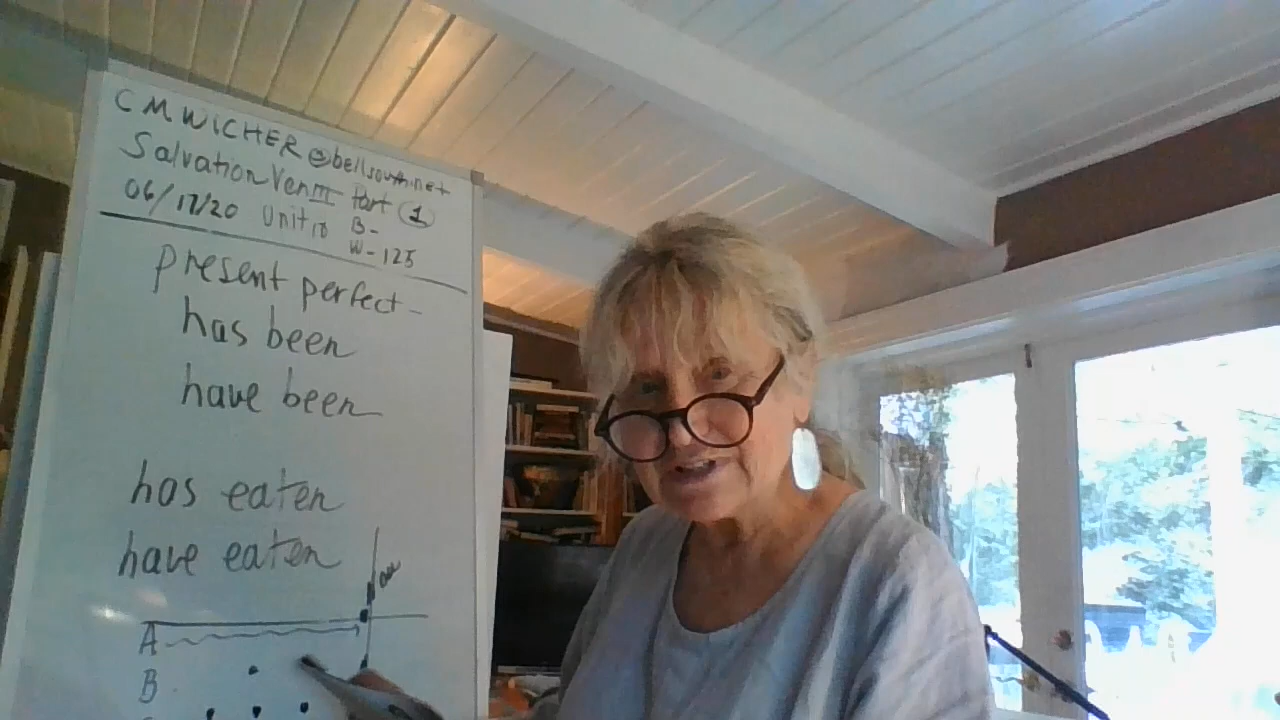 CMWICHER@bellsouth.net
Salvation Ven III Part 1
06/17/20 Unit 10 B-
W-125
present perfect-
has been
have been
has eaten
have eaten
A
B